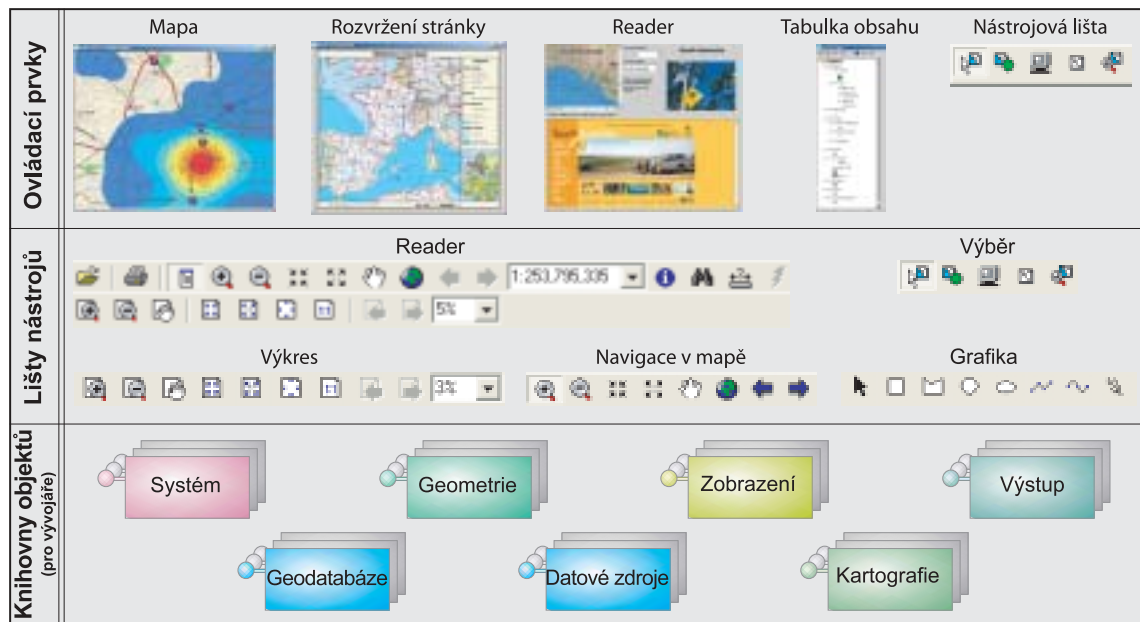 Ovládací prvky
Mapa
Rozvržení stránky
Reader
Tabulka obsahu
Nástrojová lišta
Lišty nástrojů
Reader
Výběr
1:253,795,335
5%
Výkres
Navigace v mapě
Grafika
3%
Knihovny objektů
(pro vývojáře)
Systém
Geometrie
Zobrazení
Výstup
Geodatabáze
Datové zdroje
Kartografie